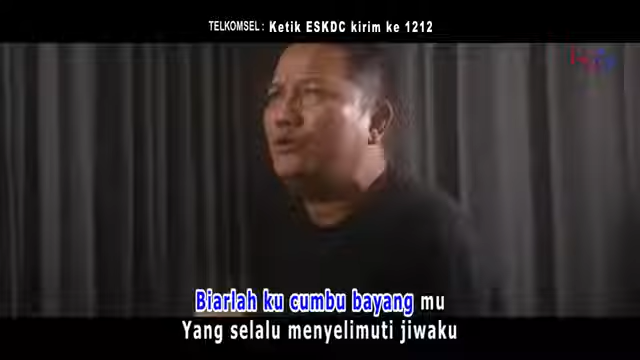 TELKOMSEL : Ketik ESKDC kirim ke 1212
Biarlah ku cumbu bayang mu
Yang selalu menyelimuti jiwaku